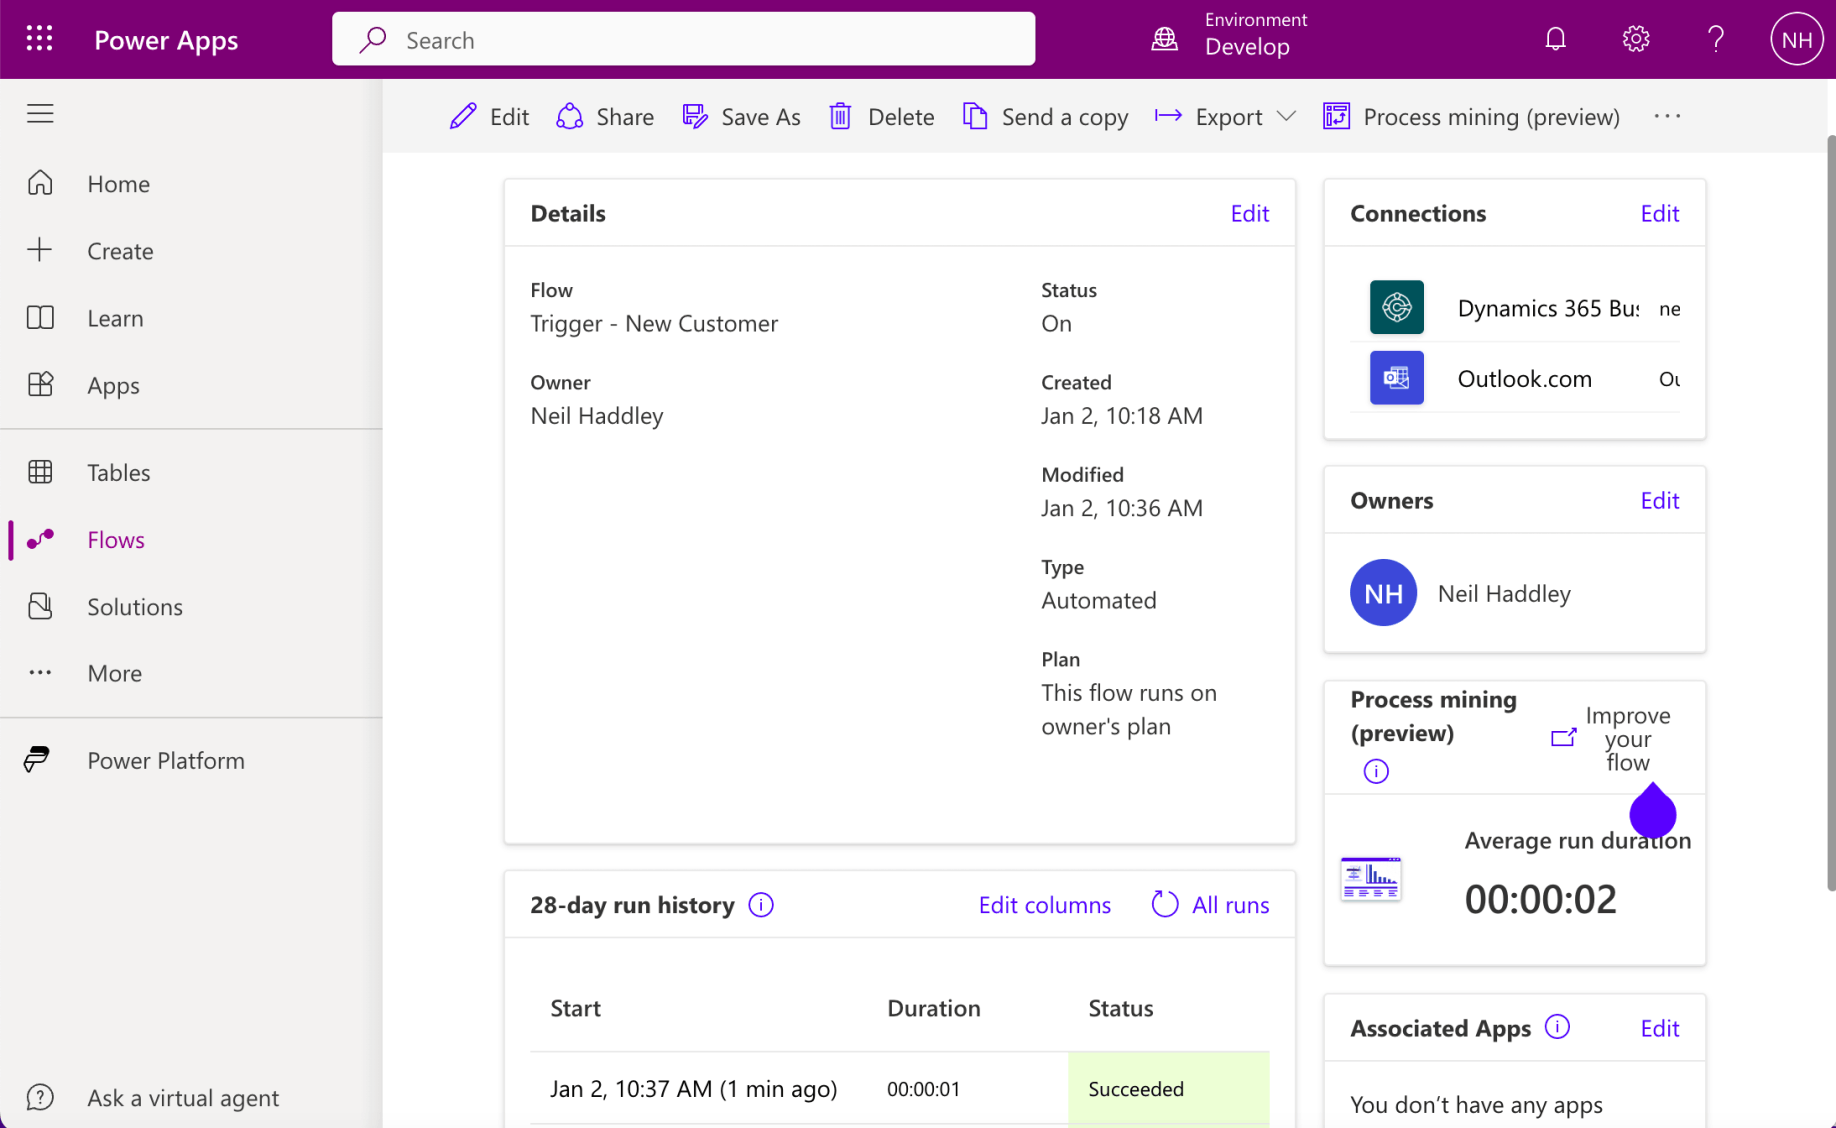 Power Apps
Search
Environment
Develop
NH
Edit
Share
Save As
Delete
Send a copy
Export
Process mining (preview)
Home
Create
Learn
Apps
Tables
Flows
Solutions
More
Power Platform
Ask a virtual agent
Details
Edit
Flow
Trigger - New Customer
Owner
Neil Haddley
Status
On
Created
Jan 2, 10:18 AM
Modified
Jan 2, 10:36 AM
Type
Automated
Plan
This flow runs on
owner's plan
28-day run history
Edit columns
All runs
Start Duration Status
Jan 2, 10:37 AM (1 min ago) 00:00:01 Succeeded
Connections
Edit
Dynamics 365 Bus ne
Outlook.com Ou
Owners
Edit
NH
Neil Haddley
Process mining
(preview)
Improve
your
flow
Average run duration
00:00:02
Associated Apps
Edit
You don't have any apps